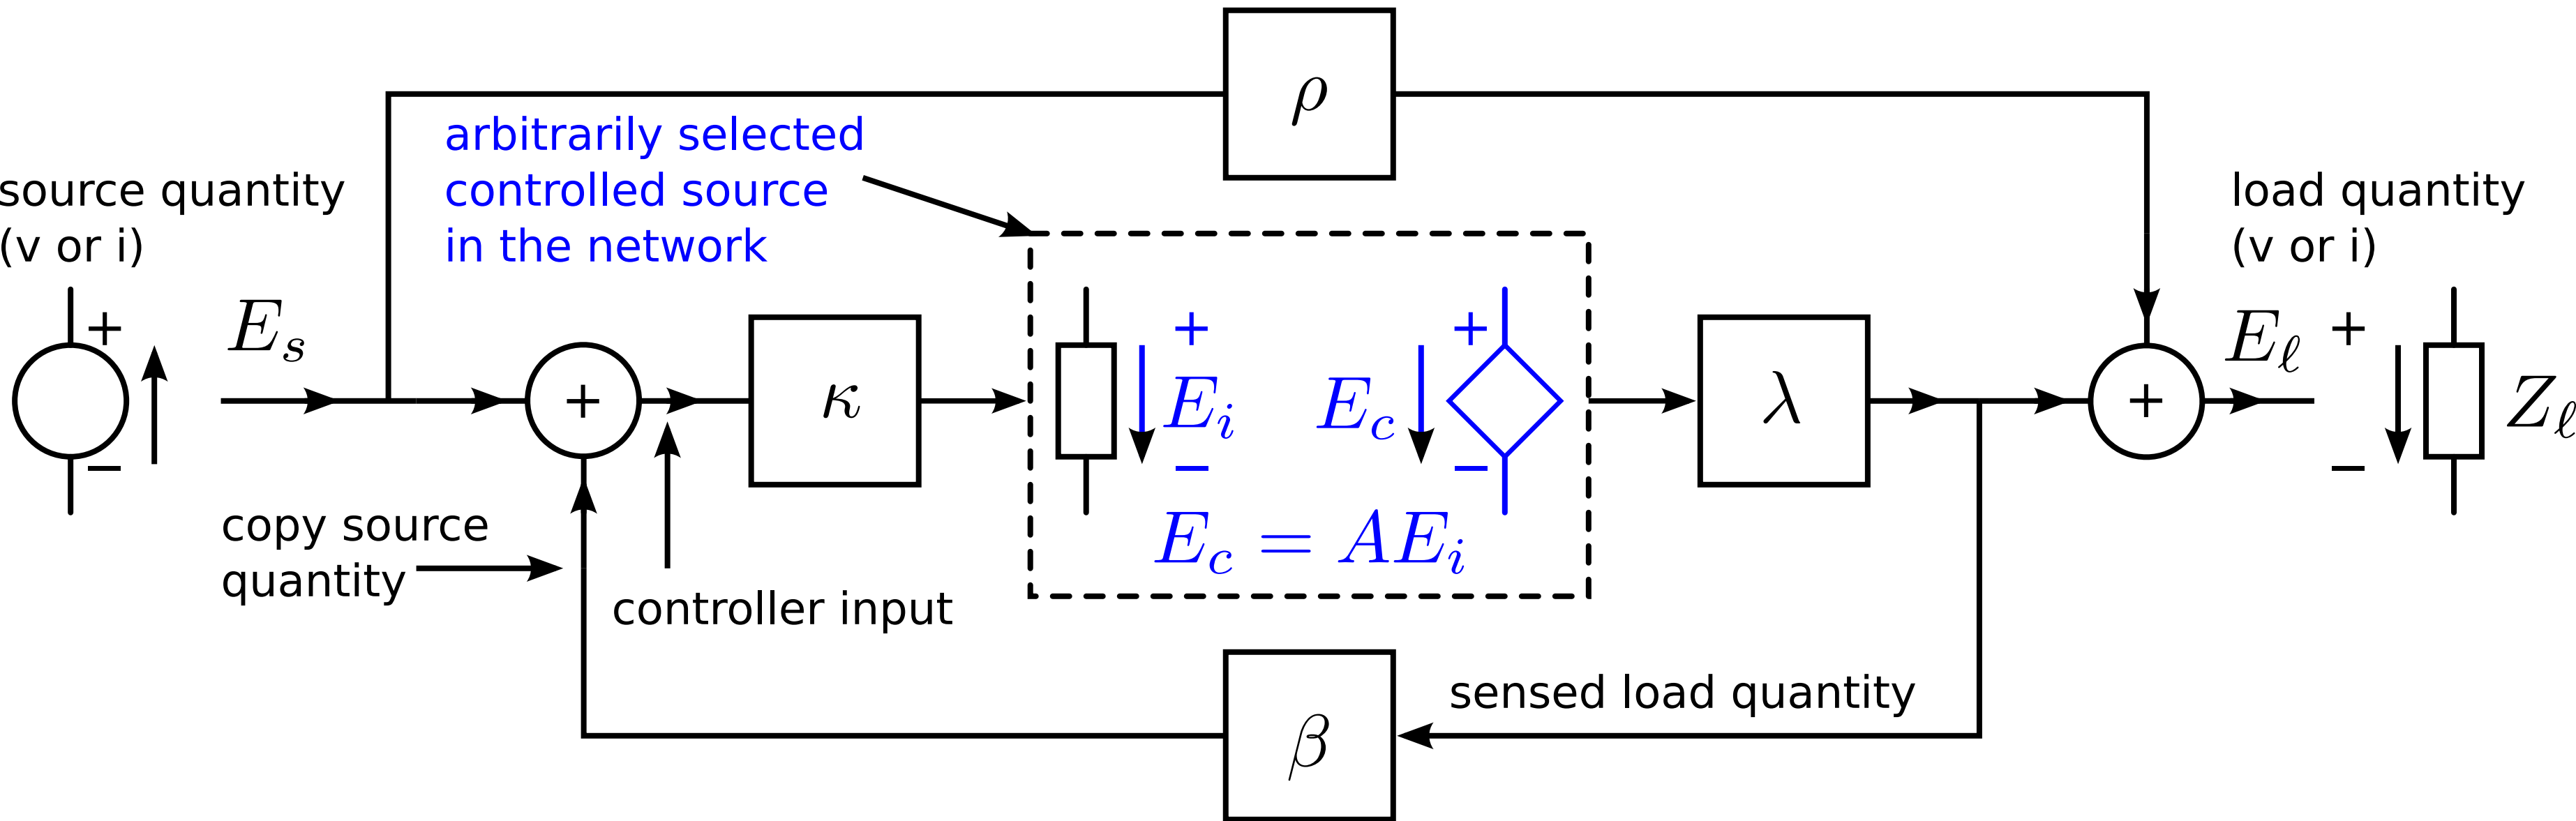 ρ
arbitrarily selected
controlled source
in the network
source quantity
(v or i)
load quantity
(v or i)
+
−
E_s
+
κ
+
E_i
−
+
E_c
−
E_c = AE_i
λ
+
E_ℓ
+
−
Z_ℓ
copy source
quantity
controller input
sensed load quantity
β